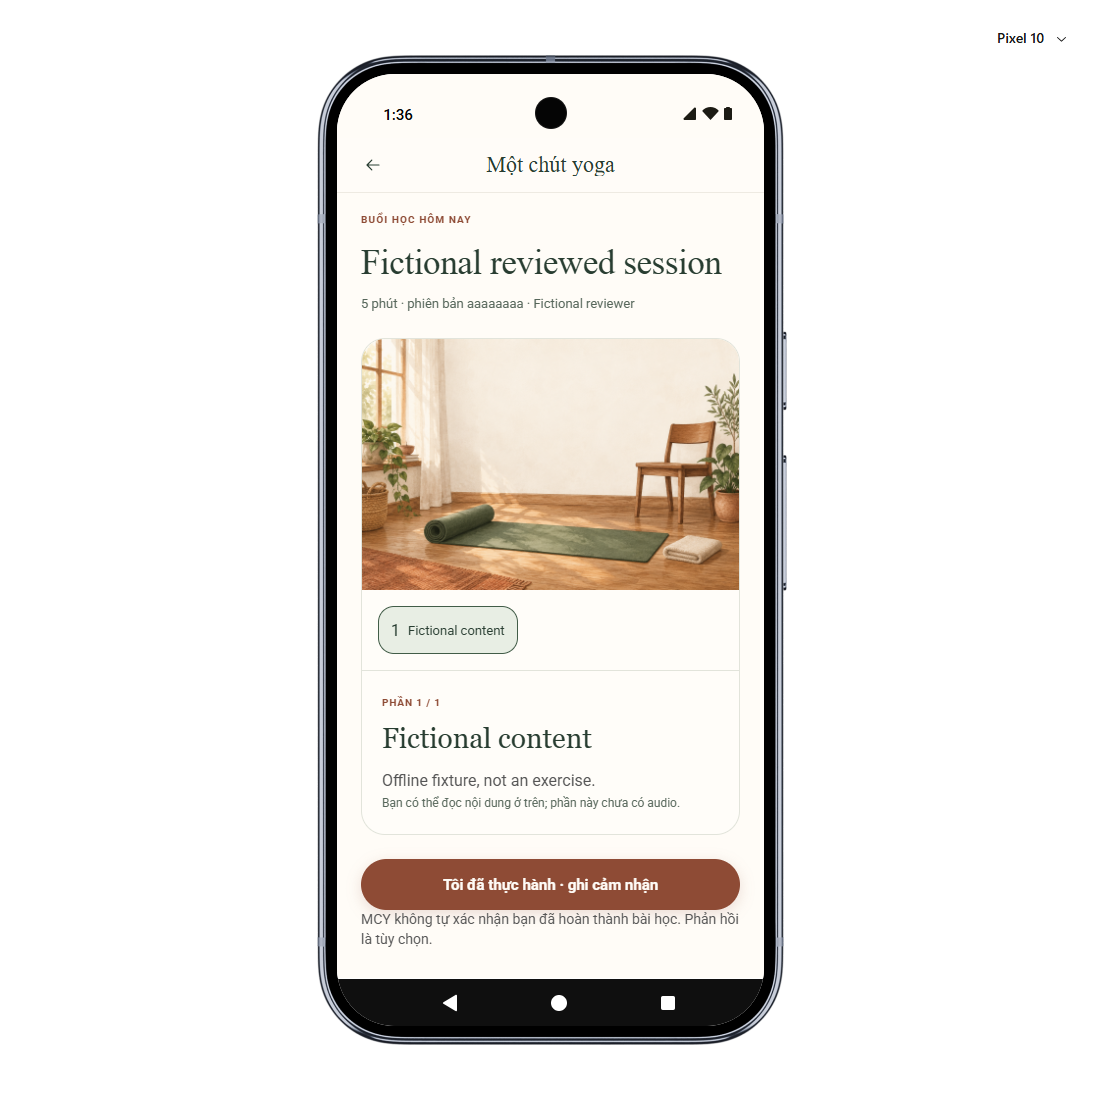 Pixel 10
1:36
Một chút yoga
BUỔI HỌC HÔM NAY
Fictional reviewed session
5 phút · phiên bản aaaaaaaa · Fictional reviewer
1 Fictional content
PHẦN 1 / 1
Fictional content
Offline fixture, not an exercise.
Bạn có thể đọc nội dung ở trên; phần này chưa có audio.
Tôi đã thực hành · ghi cảm nhận
MCY không tự xác nhận bạn đã hoàn thành bài học. Phản hồi
là tùy chọn.